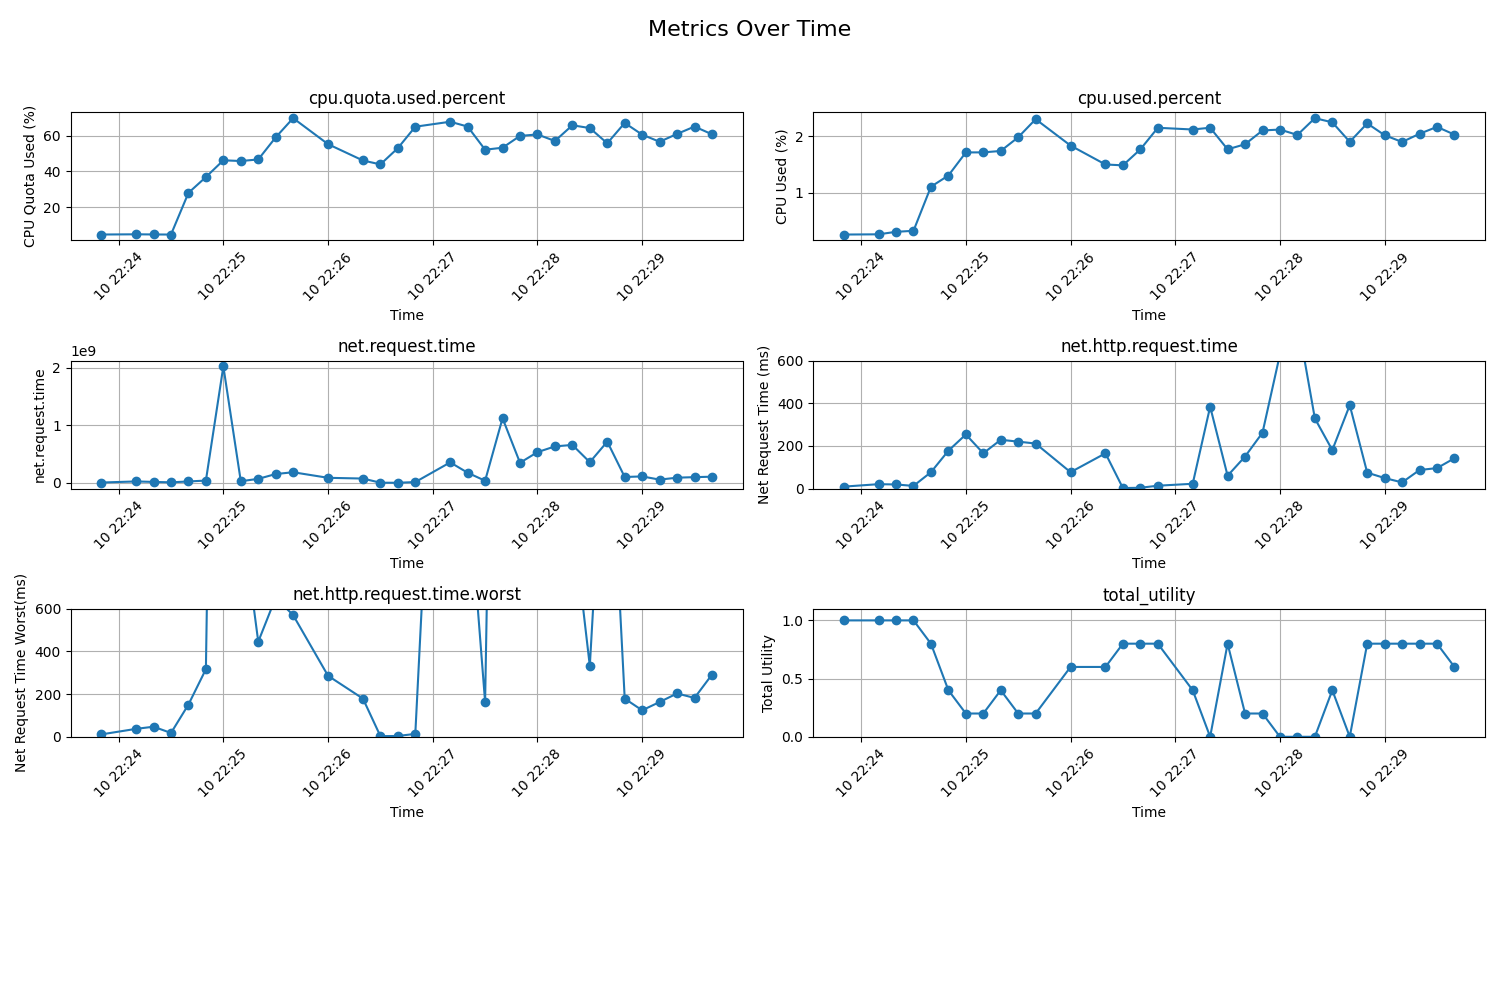 Metrics Over Time
cpu.quota.used.percent
CPU Quota Used (%)
60
40
20
10 22:24
10 22:25
10 22:26
10 22:27
10 22:28
10 22:29
Time
cpu.used.percent
CPU Used (%)
2
1
10 22:24
10 22:25
10 22:26
10 22:27
10 22:28
10 22:29
Time
net.request.time
1e9
net.request.time
2
1
0
10 22:24
10 22:25
10 22:26
10 22:27
10 22:28
10 22:29
Time
net.http.request.time
Net Request Time (ms)
600
400
200
0
10 22:24
10 22:25
10 22:26
10 22:27
10 22:28
10 22:29
Time
net.http.request.time.worst
Net Request Time Worst(ms)
600
400
200
0
10 22:24
10 22:25
10 22:26
10 22:27
10 22:28
10 22:29
Time
total_utility
Total Utility
1.0
0.5
0.0
10 22:24
10 22:25
10 22:26
10 22:27
10 22:28
10 22:29
Time